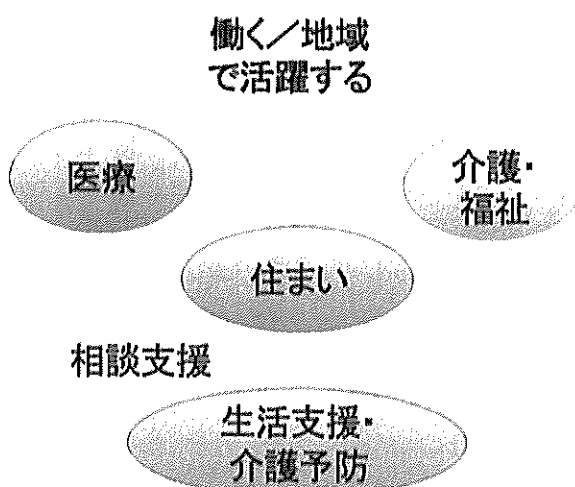 働く／地域
で活躍する
医療
介護・
福祉
住まい
相談支援
生活支援・
介護予防